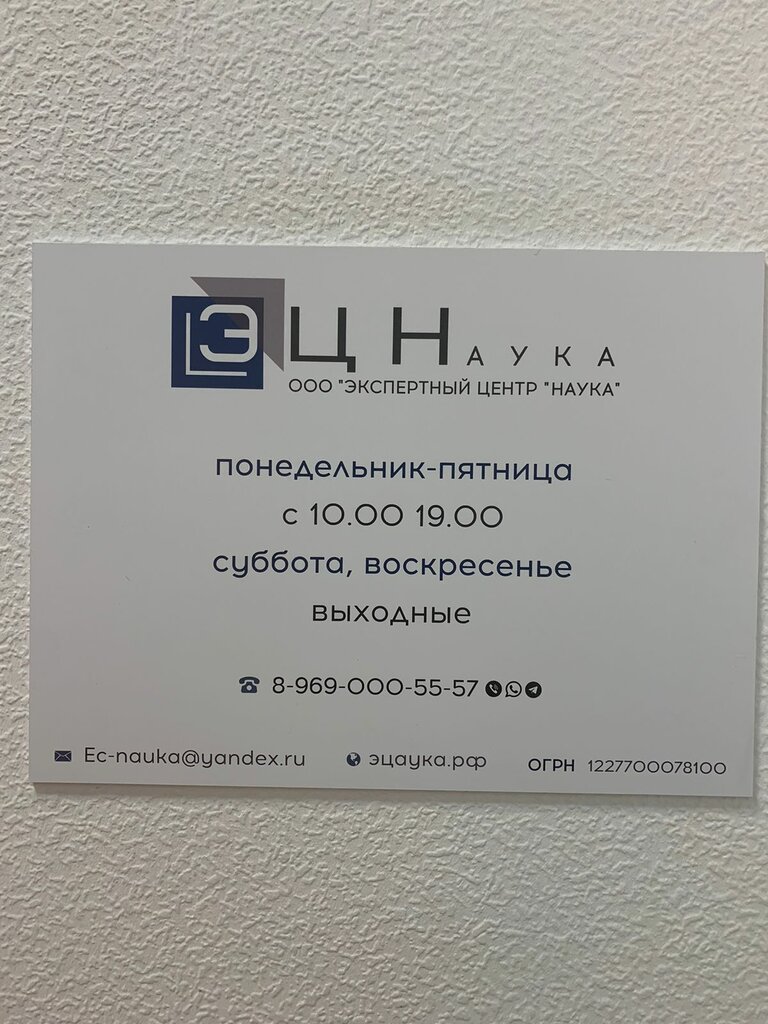 ЭЦ Наука
ООО "ЭКСПЕРТНЫЙ ЦЕНТР "НАУКА"
понедельник-пятница
с 10.00 19.00
суббота, воскресенье
выходные
8-969-000-55-57
Ec-nauka@yandex.ru эцаука.рф ОГРН 1227700078100